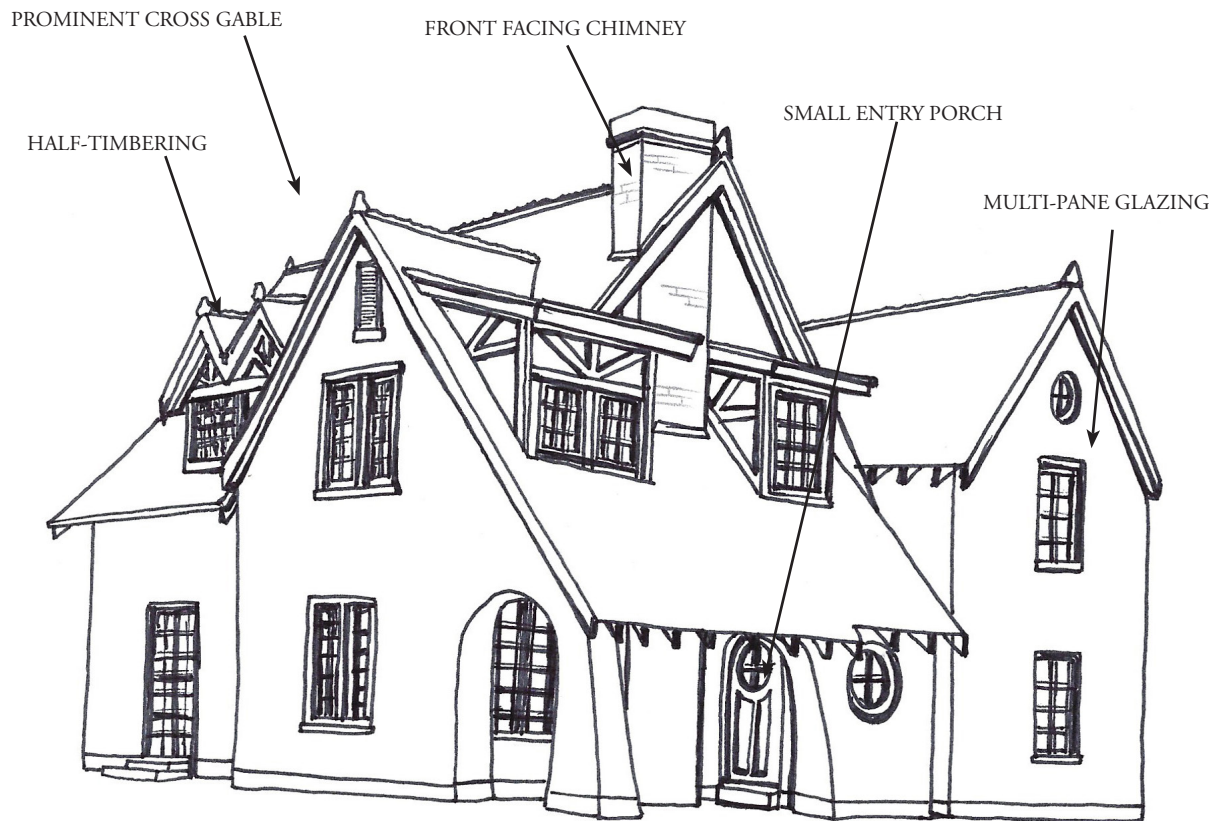 PROMINENT CROSS GABLE
FRONT FACING CHIMNEY
SMALL ENTRY PORCH
HALF-TIMBERING
MULTI-PANE GLAZING